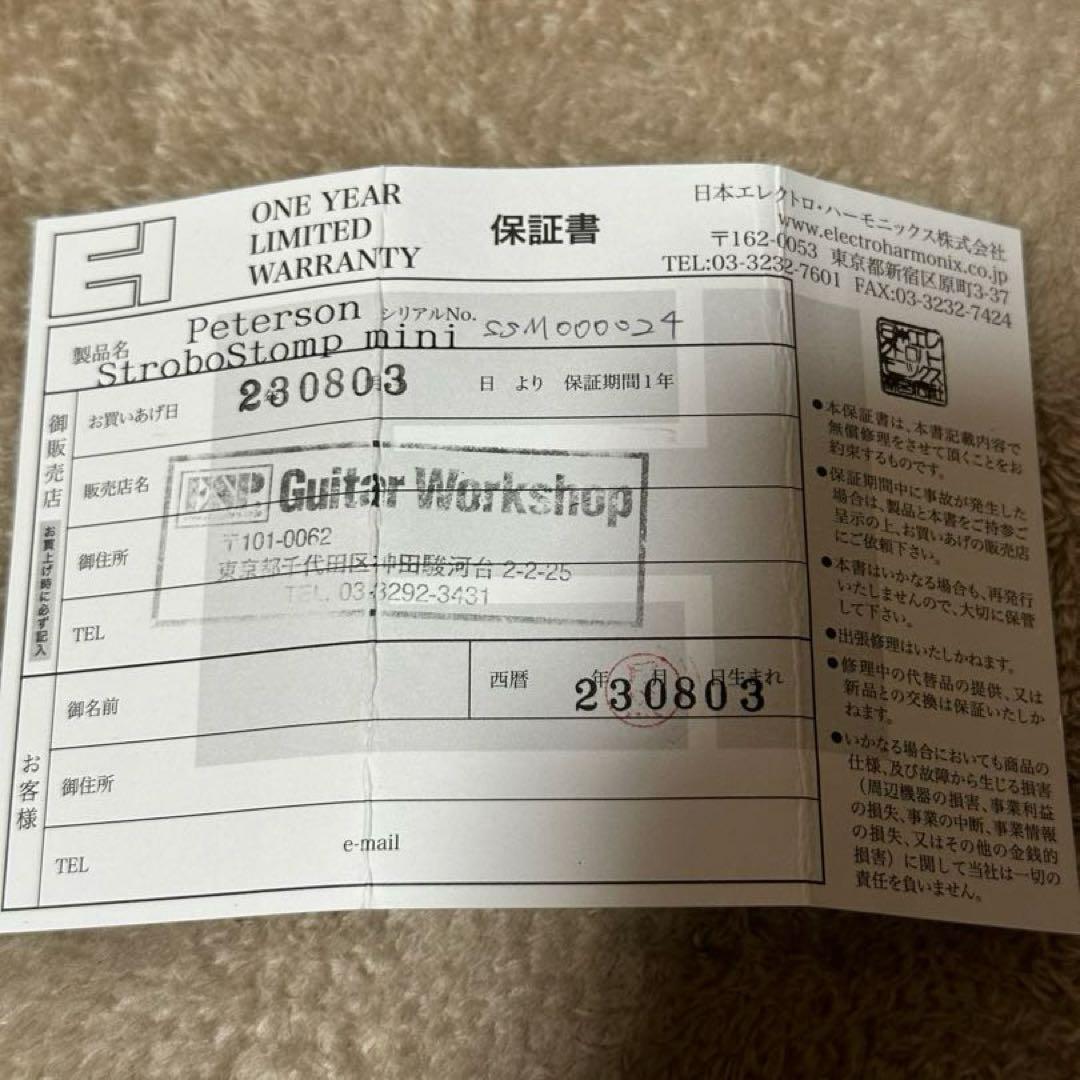 ONE YEAR
LIMITED
WARRANTY
保証書
日本エレクトロ・ハーモニックス株式会社
www.electroharmonix.co.jp
〒162-0053 東京都新宿区原町3-37
TEL:03-3232-7601 FAX:03-3232-7424
製品名 Peterson
StroboStomp mini
シリアルNo. SSM000024
御販売店
お買上げ時に必ず記入
お買いあげ日 230803 月 日 より 保証期間1年
販売店名 ESP Guitar Workshop
御住所 〒101-0062
東京都千代田区神田駿河台 2-2-25
TEL. 03-3292-3431
TEL
お客様
御名前
西暦 年 月 日生まれ
230803
御住所
TEL e-mail
●本保証書は、本書記載内容で
無償修理をさせて頂くことをお
約束するものです。
●保証期間中に事故が発生した
場合は、製品と本書をご持参ご
呈示の上、お買いあげの販売店
にご依頼下さい。
●本書はいかなる場合も、再発行
いたしませんので、大切に保管
して下さい。
●出張修理はいたしかねます。
●修理中の代替品の提供、又は
新品との交換は保証いたしか
ねます。
●いかなる場合においても商品の
仕様、及び故障から生じる損害
(周辺機器の損害、事業利益
の損失、事業の中断、事業情報
の損失、又はその他の金銭的
損害)に関して当社は一切の
責任を負いません。